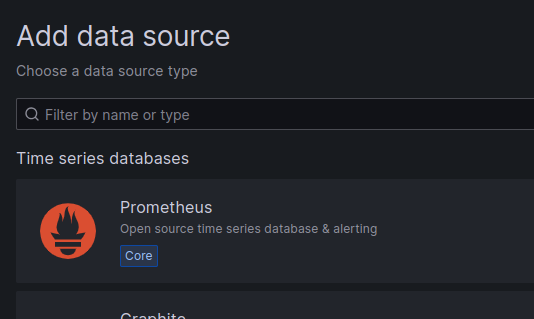 Add data source
Choose a data source type
Filter by name or type
Time series databases
Prometheus
Open source time series database & alerting
Core
Graphite